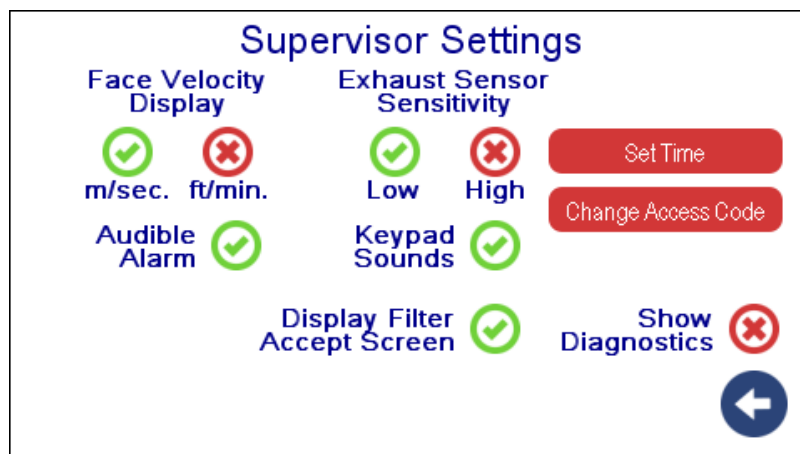 Supervisor Settings
Face Velocity
Display
Exhaust Sensor
Sensitivity
m/sec.
ft/min.
Low
High
Set Time
Change Access Code
Audible
Alarm
Keypad
Sounds
Display Filter
Accept Screen
Show
Diagnostics